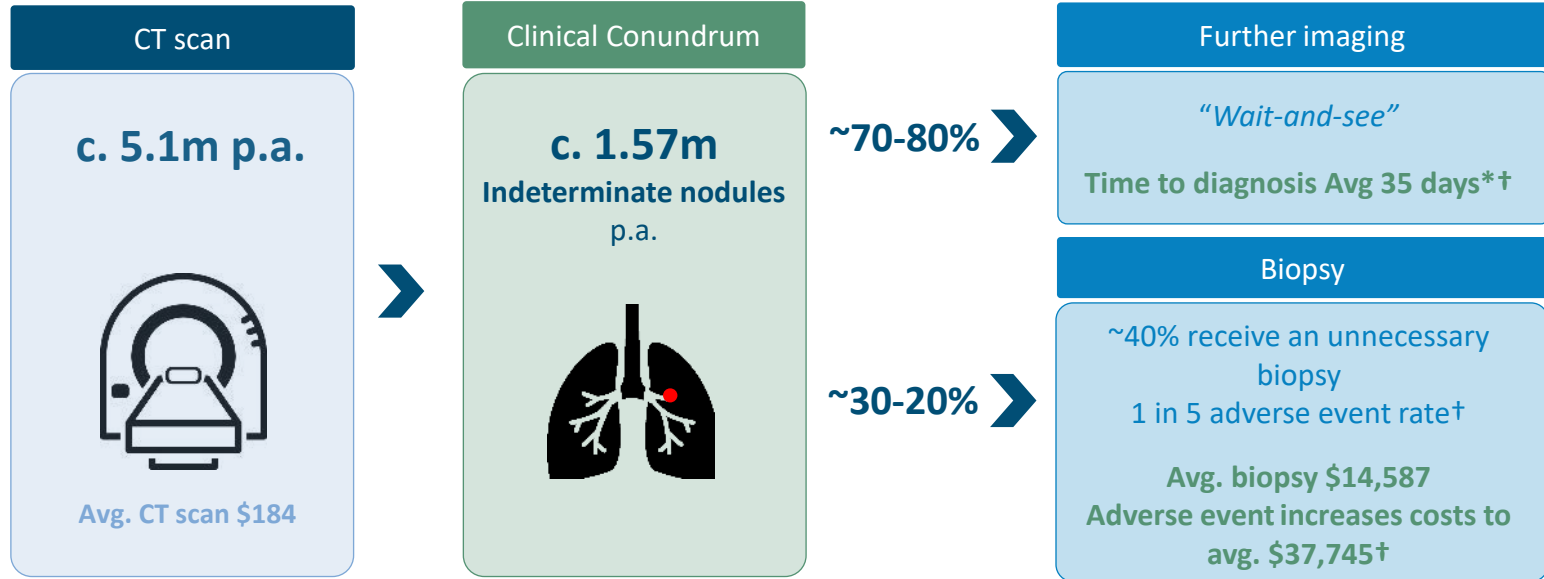 CT scan
c. 5.1m p.a.
Avg. CT scan $184
Clinical Conundrum
c. 1.57m
Indeterminate nodules
p.a.
~70-80%
~30-20%
Further imaging
“Wait-and-see”
Time to diagnosis Avg 35 days*†
Biopsy
~40% receive an unnecessary
biopsy
1 in 5 adverse event rate†
Avg. biopsy $14,587
Adverse event increases costs to
avg. $37,745†